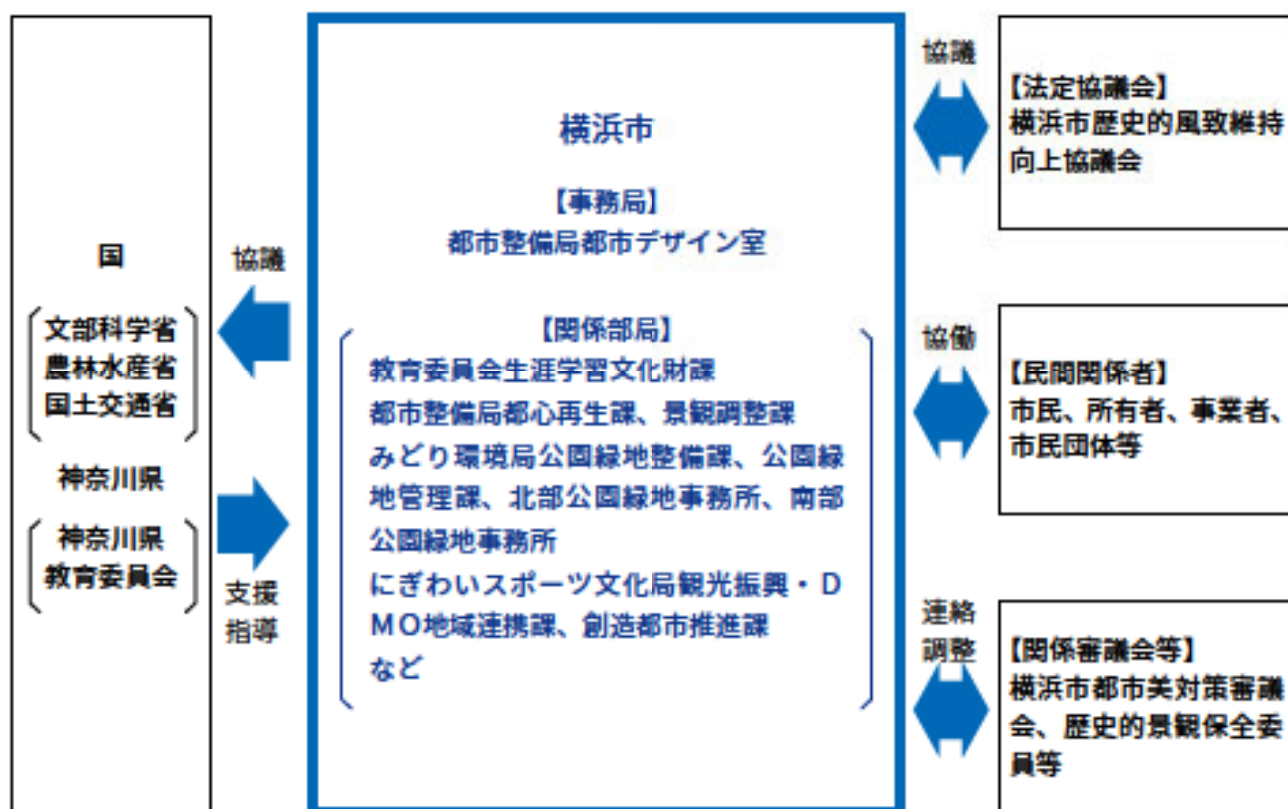 国
文部科学省
農林水産省
国土交通省
神奈川県
神奈川県
教育委員会
協議
支援
指導
横浜市
【事務局】
都市整備局都市デザイン室
【関係部局】
教育委員会生涯学習文化財課
都市整備局都心再生課、景観調整課
みどり環境局公園緑地整備課、公園緑
地管理課、北部公園緑地事務所、南部
公園緑地事務所
にぎわいスポーツ文化局観光振興・Ｄ
ＭＯ地域連携課、創造都市推進課
など
協議
【法定協議会】
横浜市歴史的風致維持
向上協議会
協働
【民間関係者】
市民、所有者、事業者、
市民団体等
連絡
調整
【関係審議会等】
横浜市都市美対策審議
会、歴史的景観保全委
員等